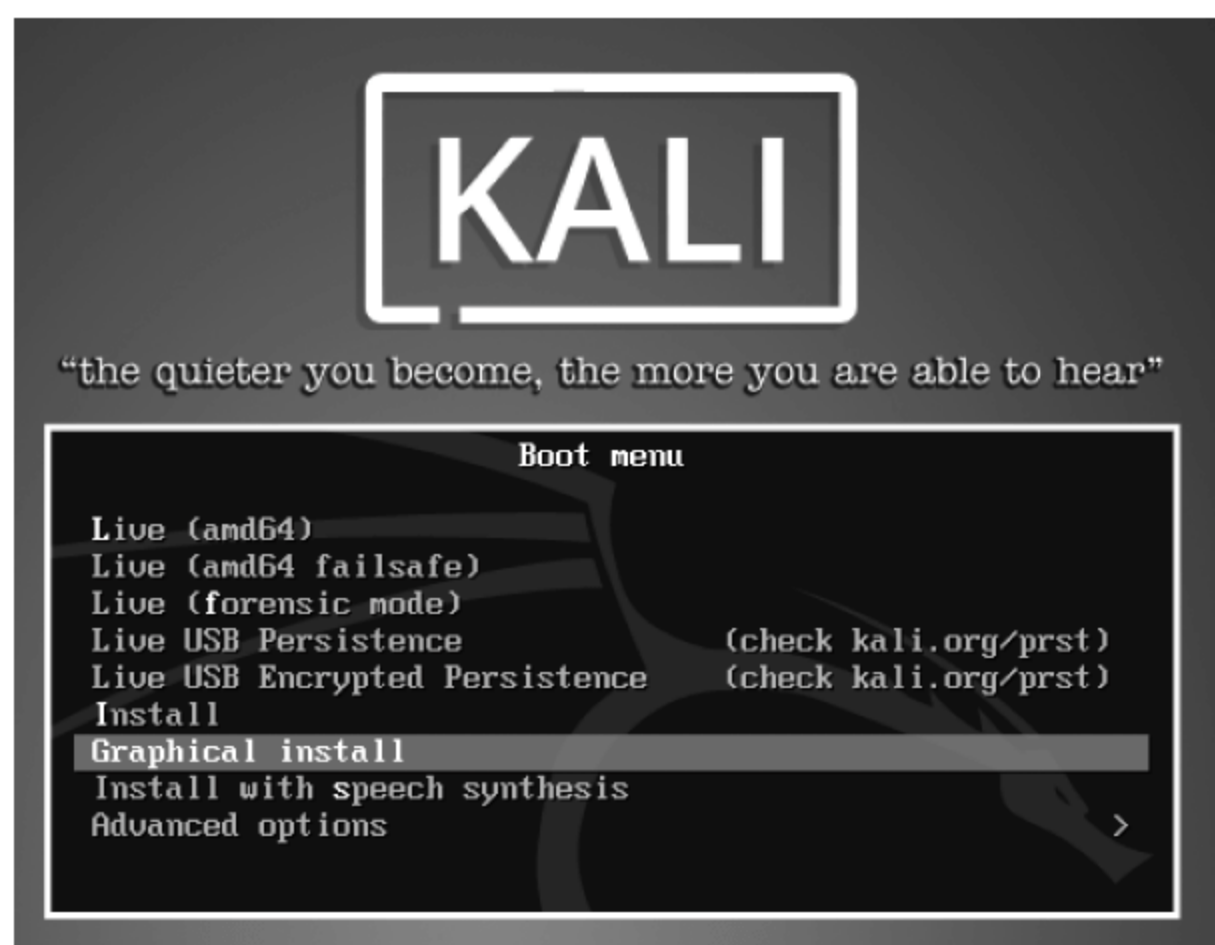 KALI
“the quieter you become, the more you are able to hear”
Boot menu
Live (amd64)
Live (amd64 failsafe)
Live (forensic mode)
Live USB Persistence (check kali.org/prst)
Live USB Encrypted Persistence (check kali.org/prst)
Install
Graphical install
Install with speech synthesis
Advanced options >